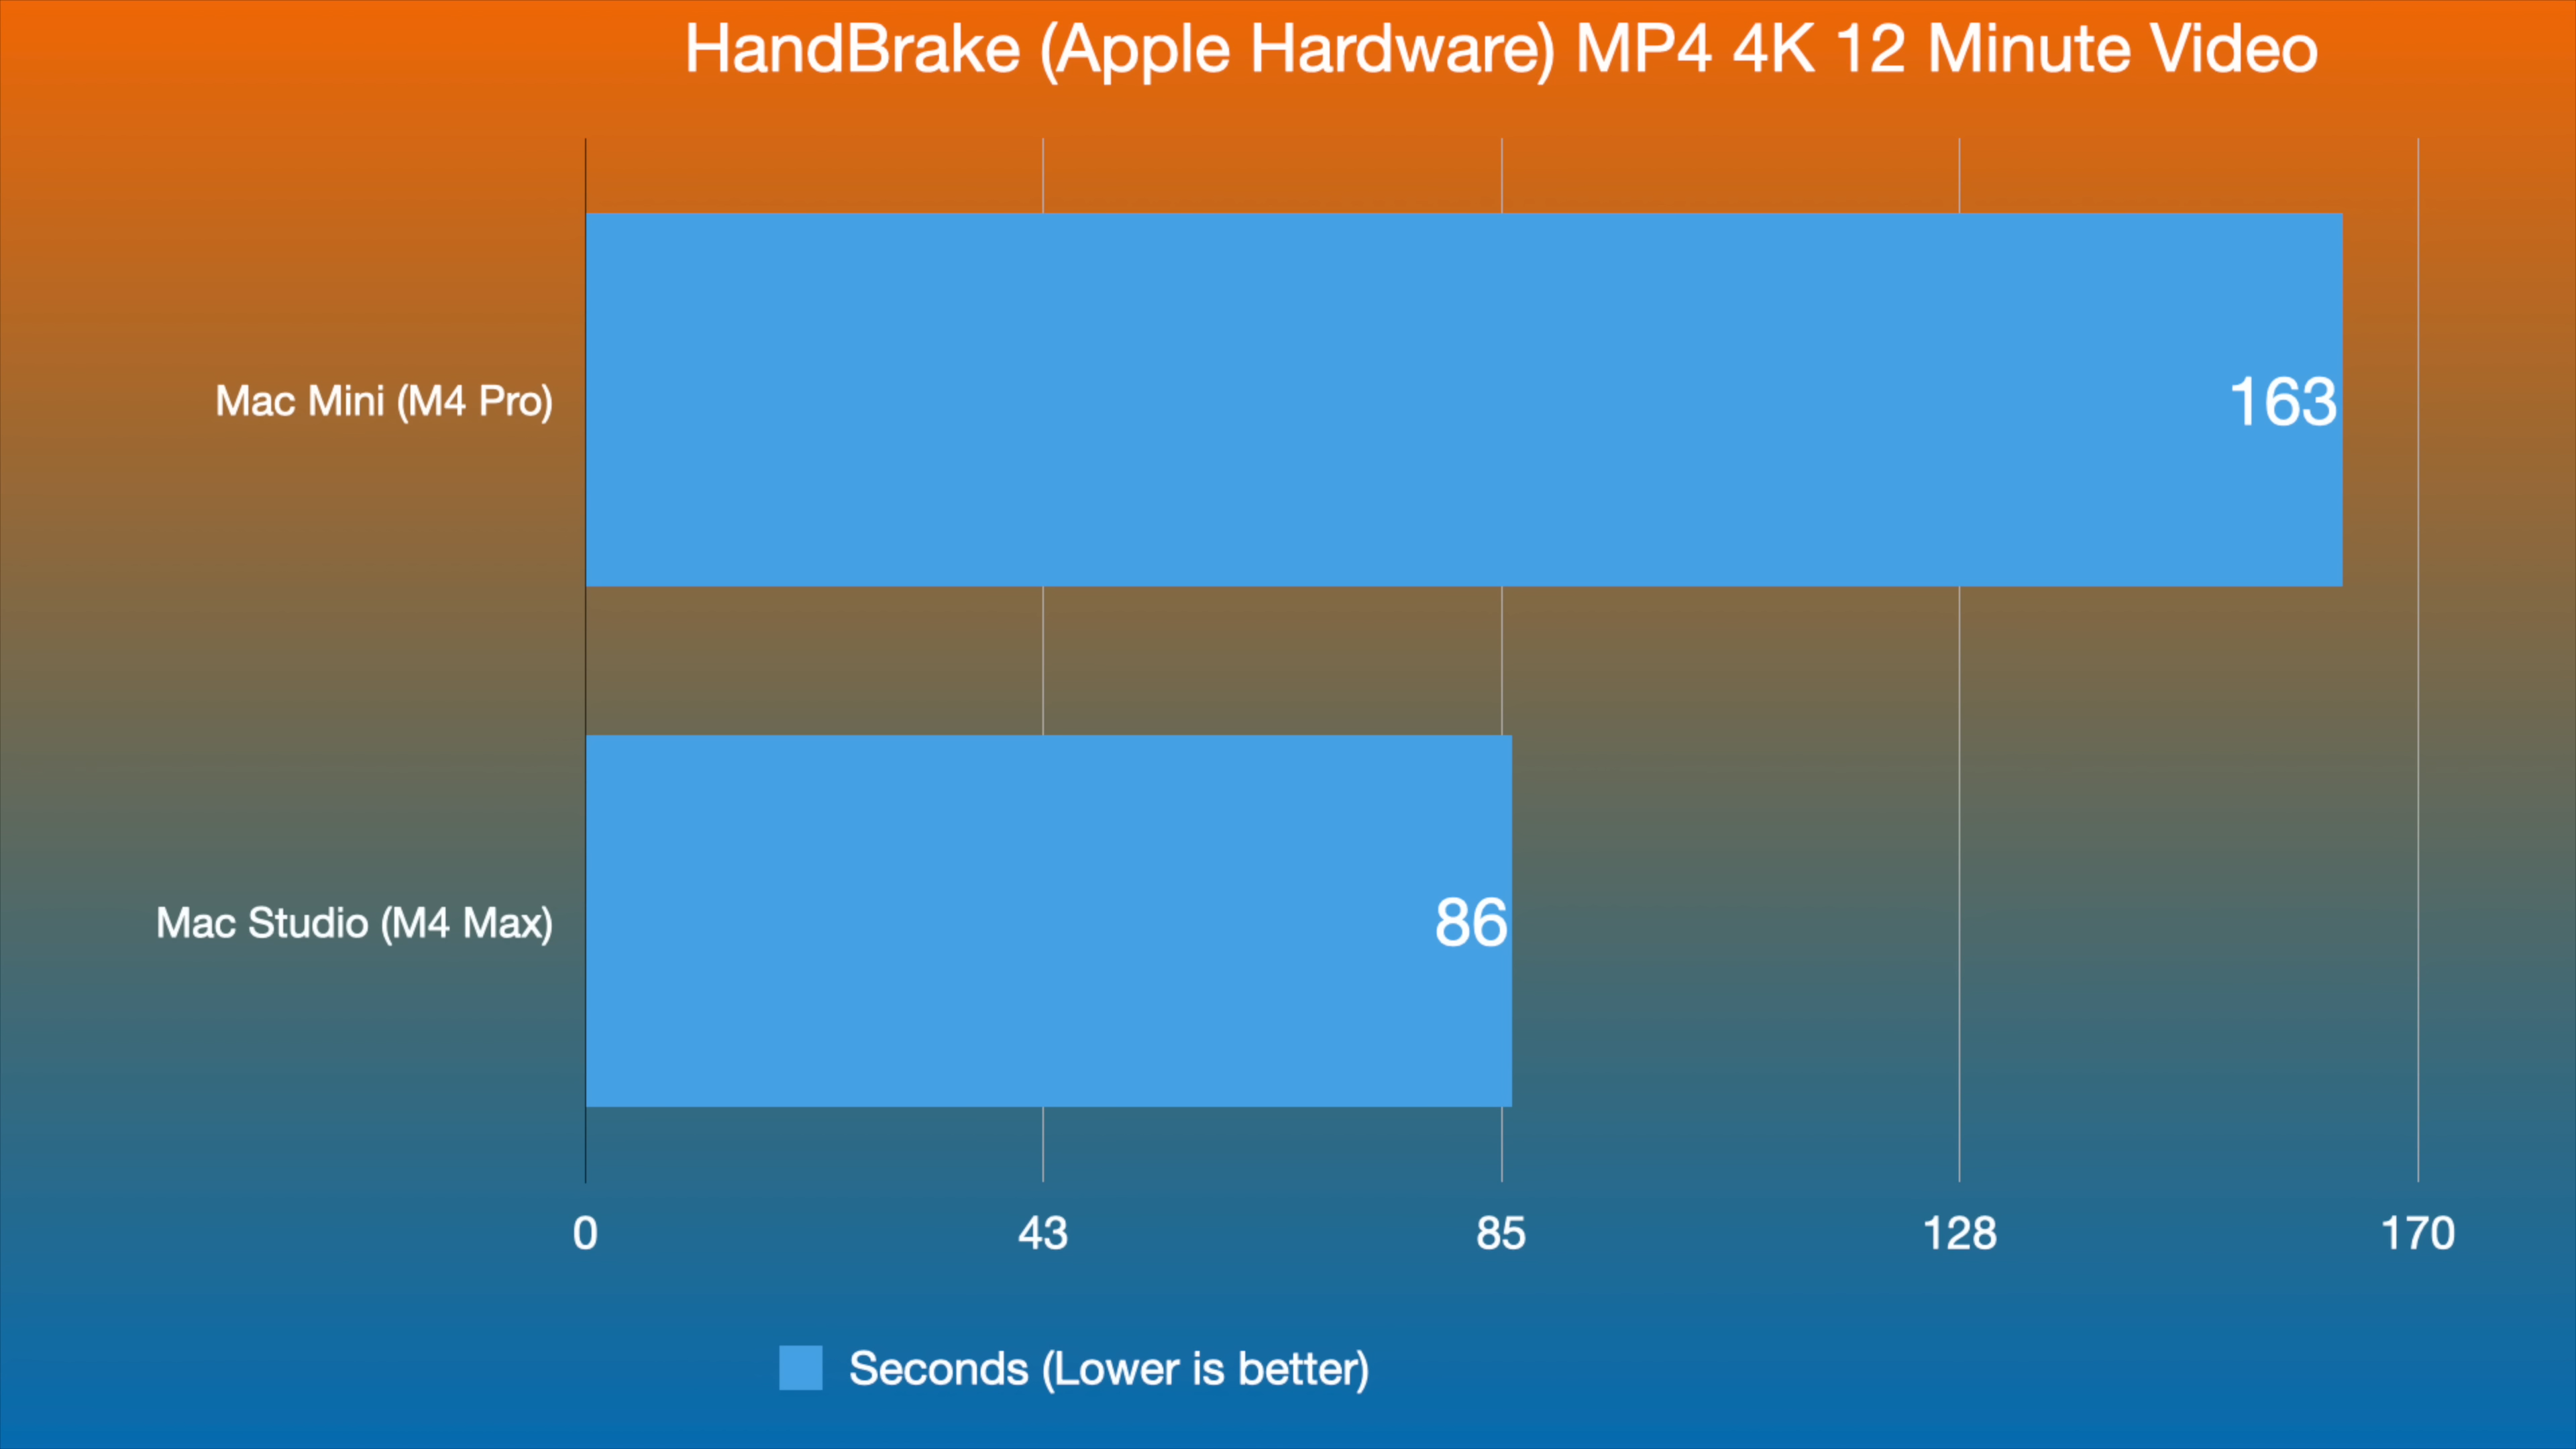 HandBrake (Apple Hardware) MP4 4K 12 Minute Video
Mac Mini (M4 Pro)
163
Mac Studio (M4 Max)
86
0 43 85 128 170
Seconds (Lower is better)